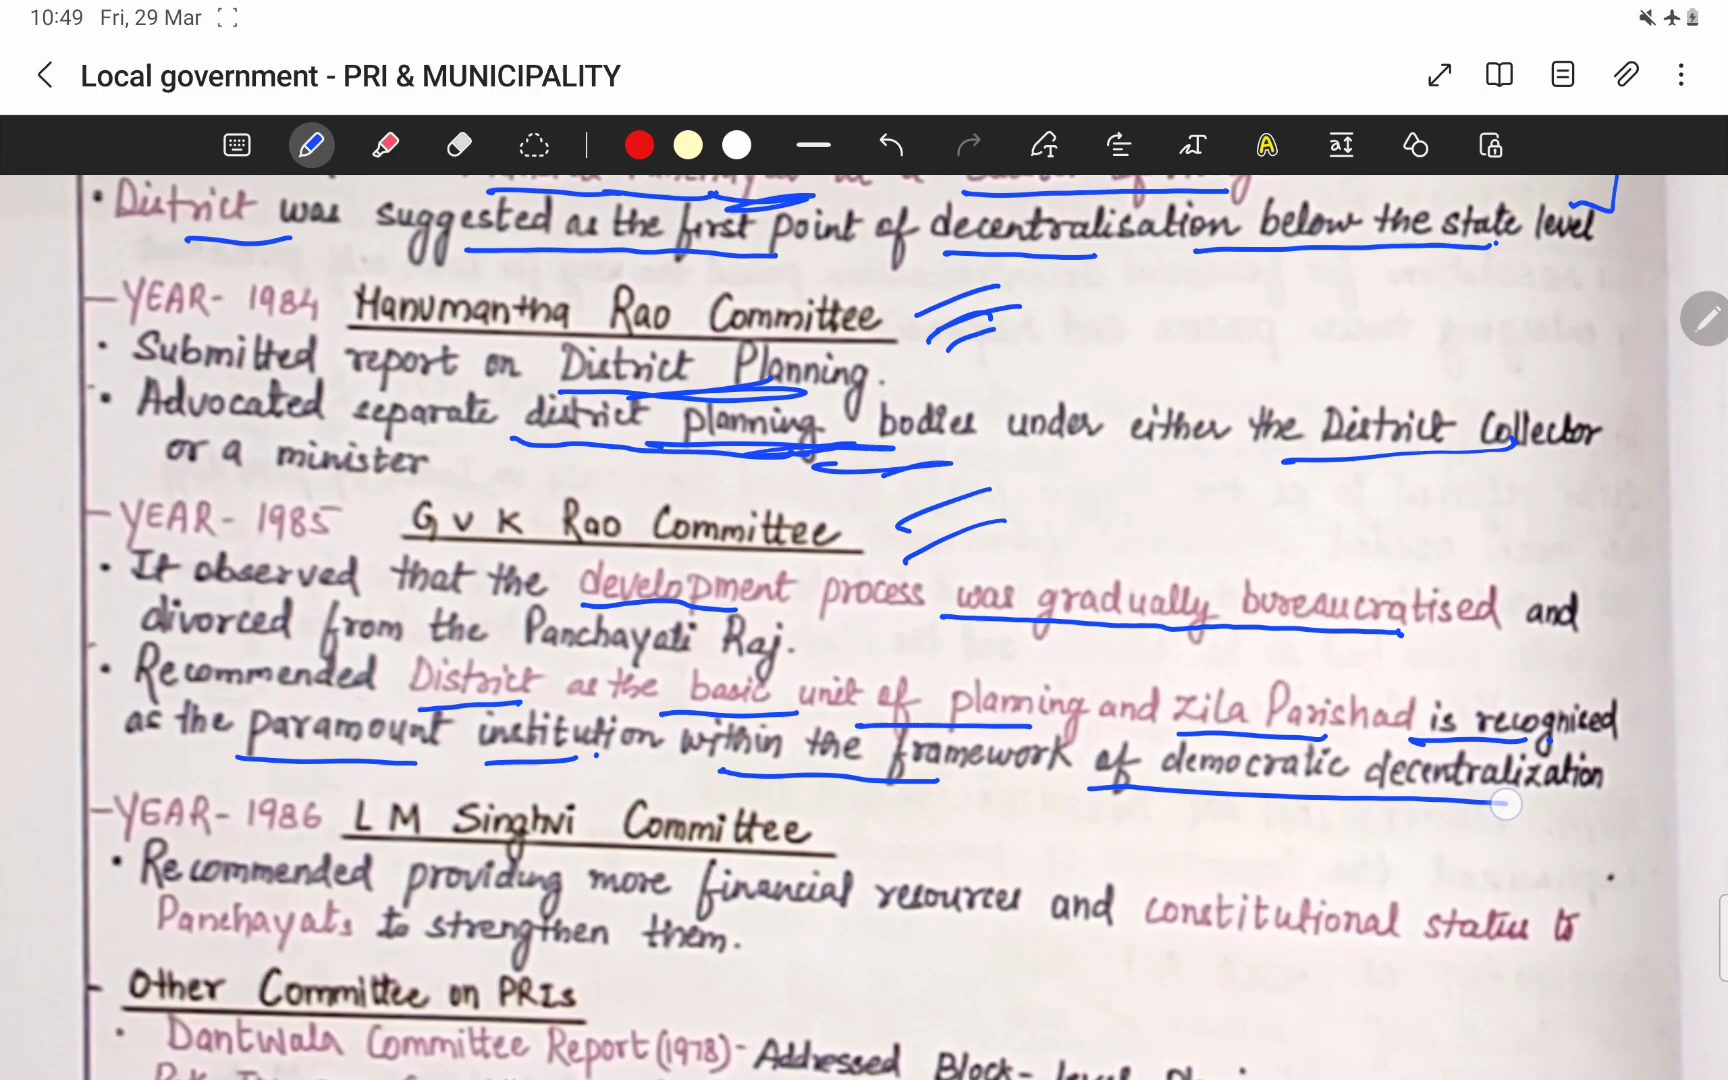 10:49 Fri, 29 Mar
Local government - PRI & MUNICIPALITY
• District was suggested as the first point of decentralisation below the state level
YEAR- 1984 Hanumantha Rao Committee
• Submitted report on District Planning.
• Advocated separate district planning bodies under either the District Collector
or a minister
YEAR- 1985 G V K Rao Committee
• It observed that the development process was gradually bureaucratised and
divorced from the Panchayati Raj.
• Recommended District as the basic unit of planning and Zila Parishad is recognised
as the paramount institution within the framework of democratic decentralization
YEAR- 1986 L M Singhvi Committee
• Recommended providing more financial resources and constitutional status to
Panchayats to strengthen them.
Other Committee on PRIs
• Dantwala Committee Report (1978)- Addressed Block-level